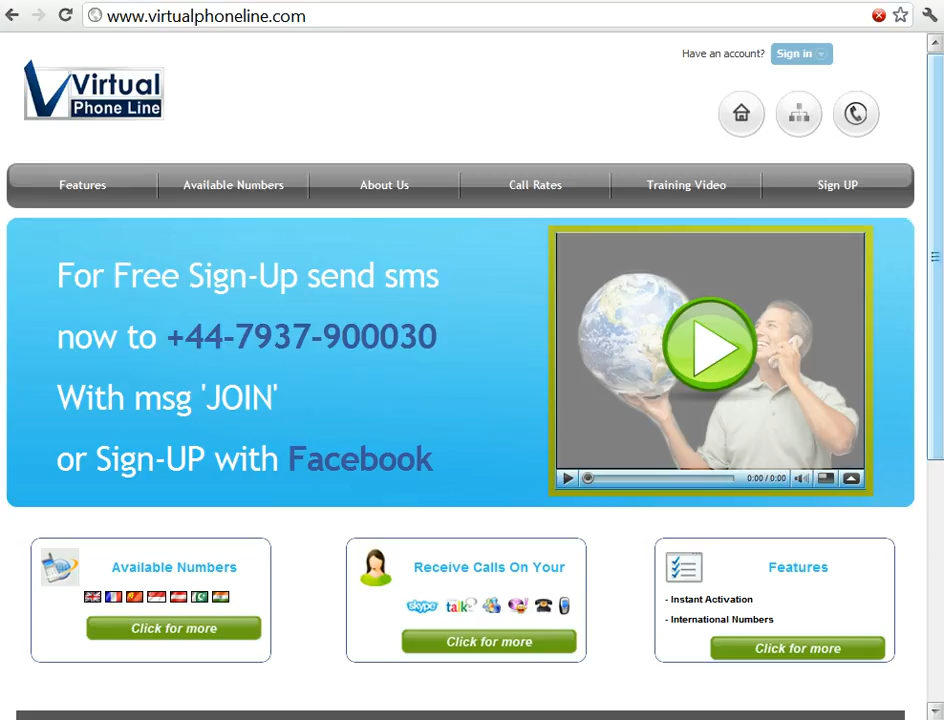 www.virtualphoneline.com
Have an account? Sign in
Virtual
Phone Line
Features Available Numbers About Us Call Rates Training Video Sign UP
For Free Sign-Up send sms
now to +44-7937-900030
With msg 'JOIN'
or Sign-UP with Facebook
0:00 / 0:00
Available Numbers
Click for more
Receive Calls On Your
skype talk
Click for more
Features
- Instant Activation
- International Numbers
Click for more